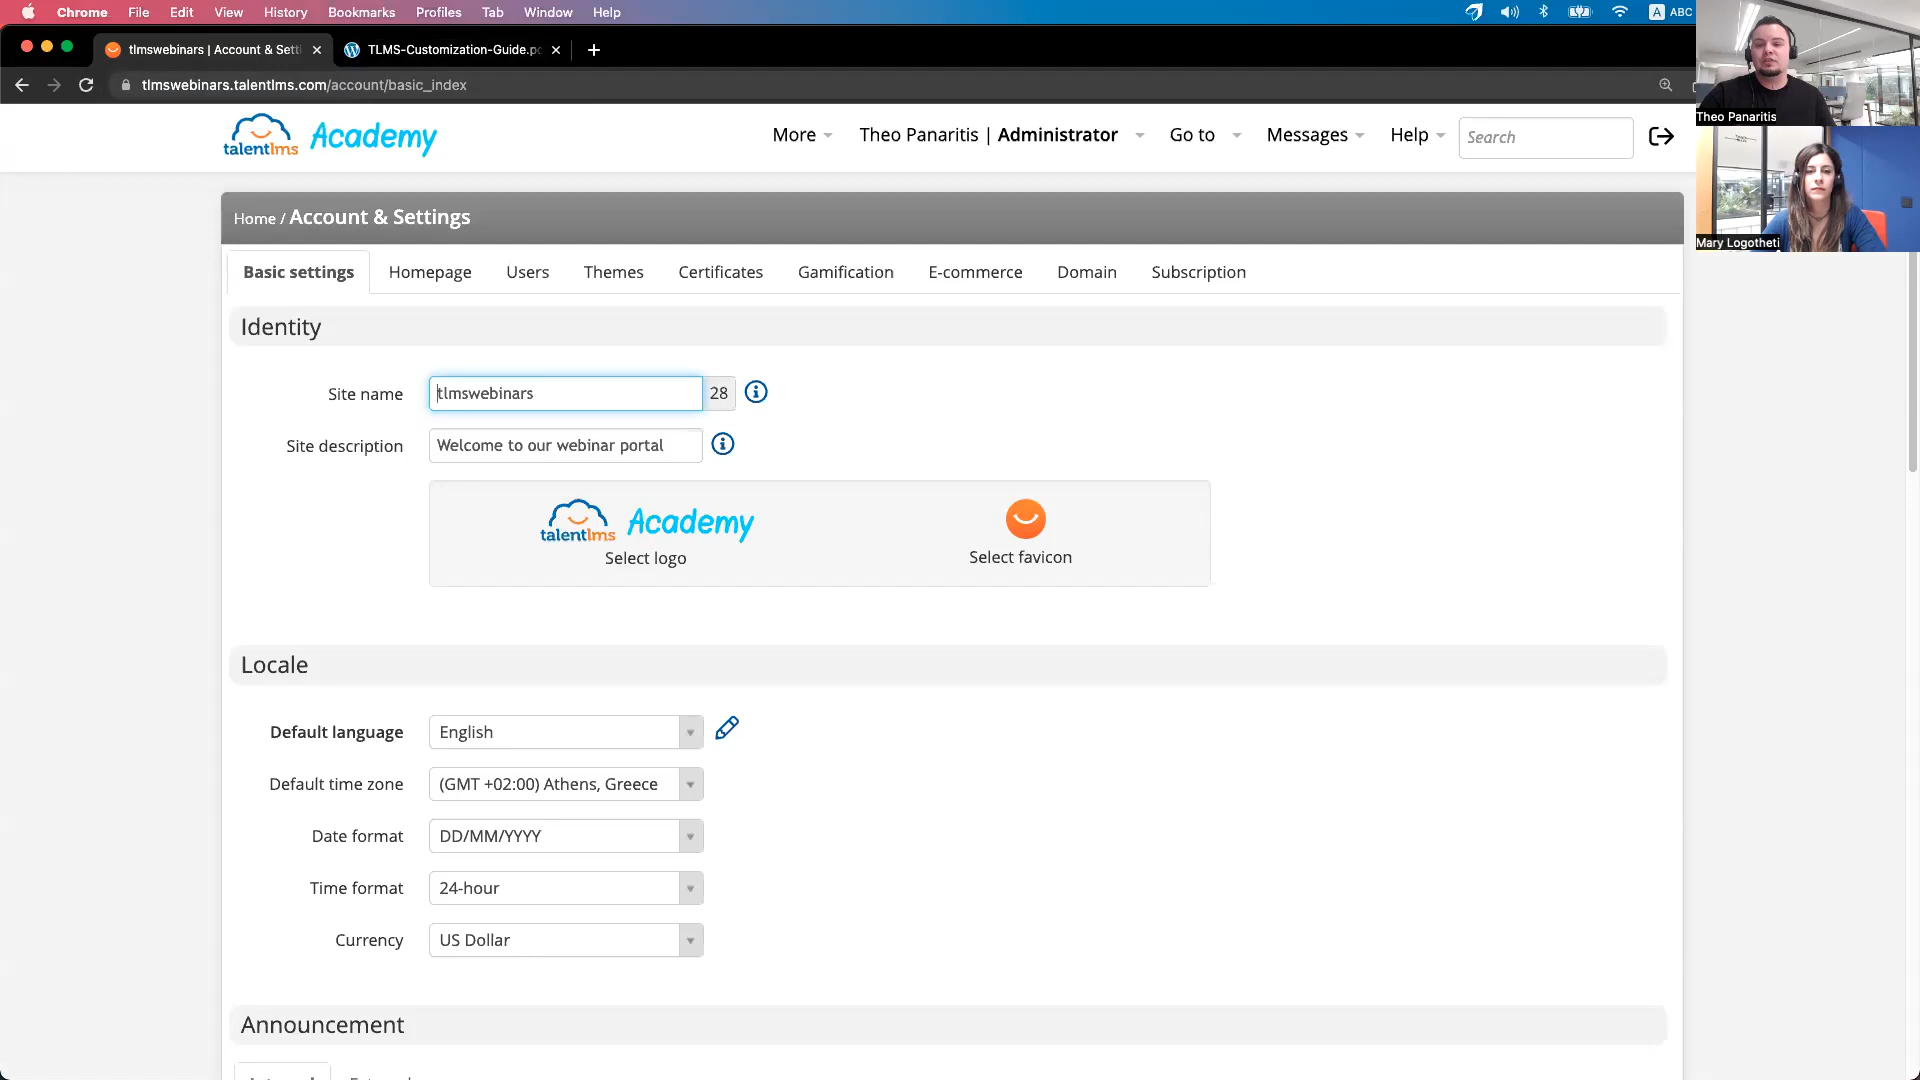 Chrome File Edit View History Bookmarks Profiles Tab Window Help A ABC
tlmswebinars | Account & Setti TLMS-Customization-Guide.pd
tlmswebinars.talentlms.com/account/basic_index
Theo Panaritis
talentlms Academy More Theo Panaritis | Administrator Go to Messages Help Search
Home / Account & Settings
Mary Logotheti
Basic settings Homepage Users Themes Certificates Gamification E-commerce Domain Subscription
Identity
Site name tlmswebinars 28
Site description Welcome to our webinar portal
talentlms Academy
Select logo Select favicon
Locale
Default language English
Default time zone (GMT +02:00) Athens, Greece
Date format DD/MM/YYYY
Time format 24-hour
Currency US Dollar
Announcement